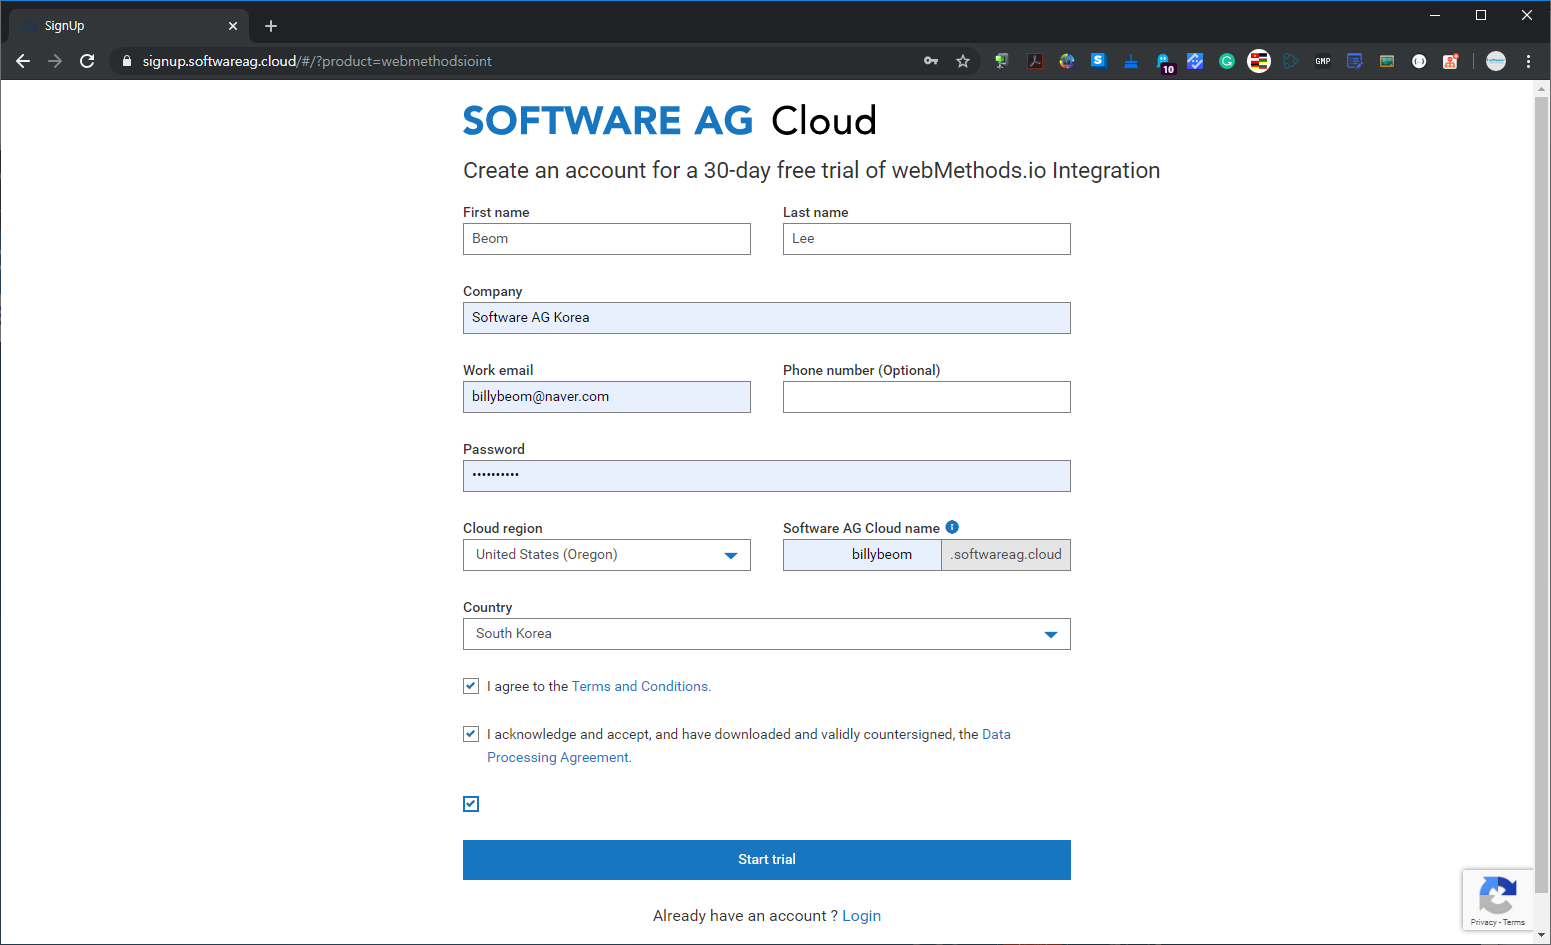 SignUp
signup.softwareag.cloud/#/?product=webmethodsioint
10
GMP
SOFTWARE AG Cloud
Create an account for a 30-day free trial of webMethods.io Integration
First name Last name
Beom Lee
Company
Software AG Korea
Work email Phone number (Optional)
billybeom@naver.com
Password
••••••••••
Cloud region Software AG Cloud name
United States (Oregon) billybeom .softwareag.cloud
Country
South Korea
I agree to the Terms and Conditions.
I acknowledge and accept, and have downloaded and validly countersigned, the Data
Processing Agreement.
Start trial
Already have an account ? Login
Privacy - Terms